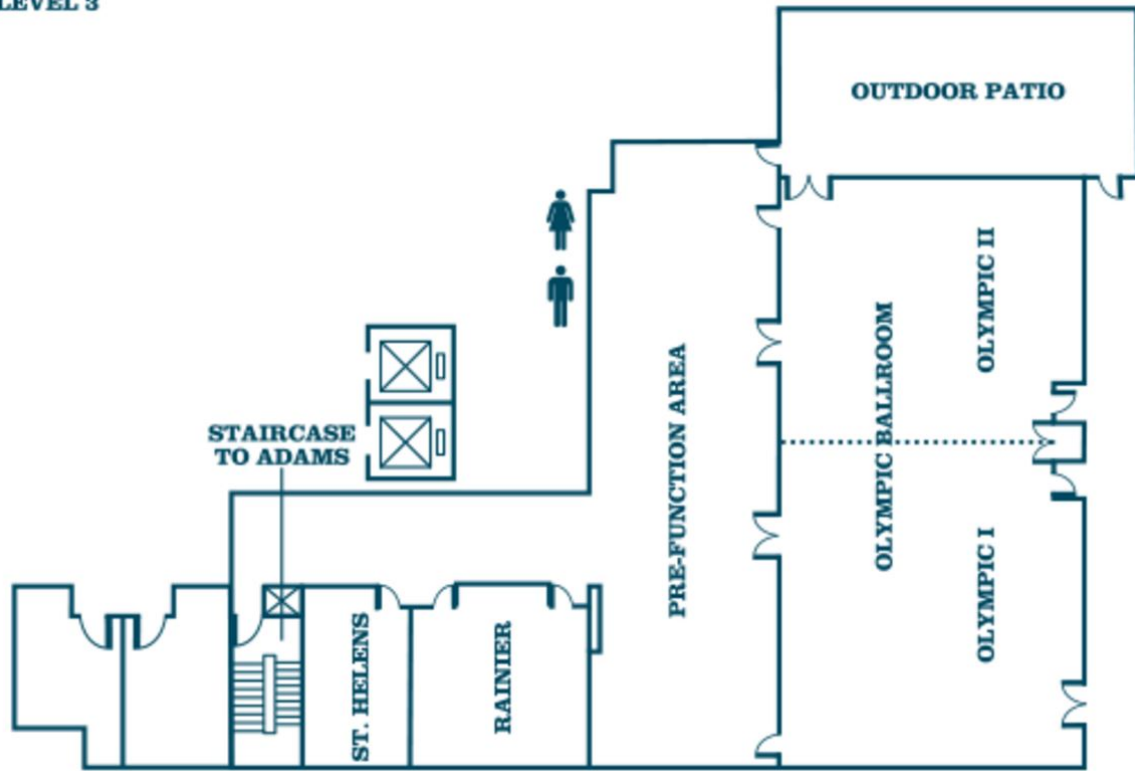 LEVEL 3
OUTDOOR PATIO
OLYMPIC II
OLYMPIC BALLROOM
PRE-FUNCTION AREA
STAIRCASE
TO ADAMS
OLYMPIC I
ST. HELENS
RAINIER